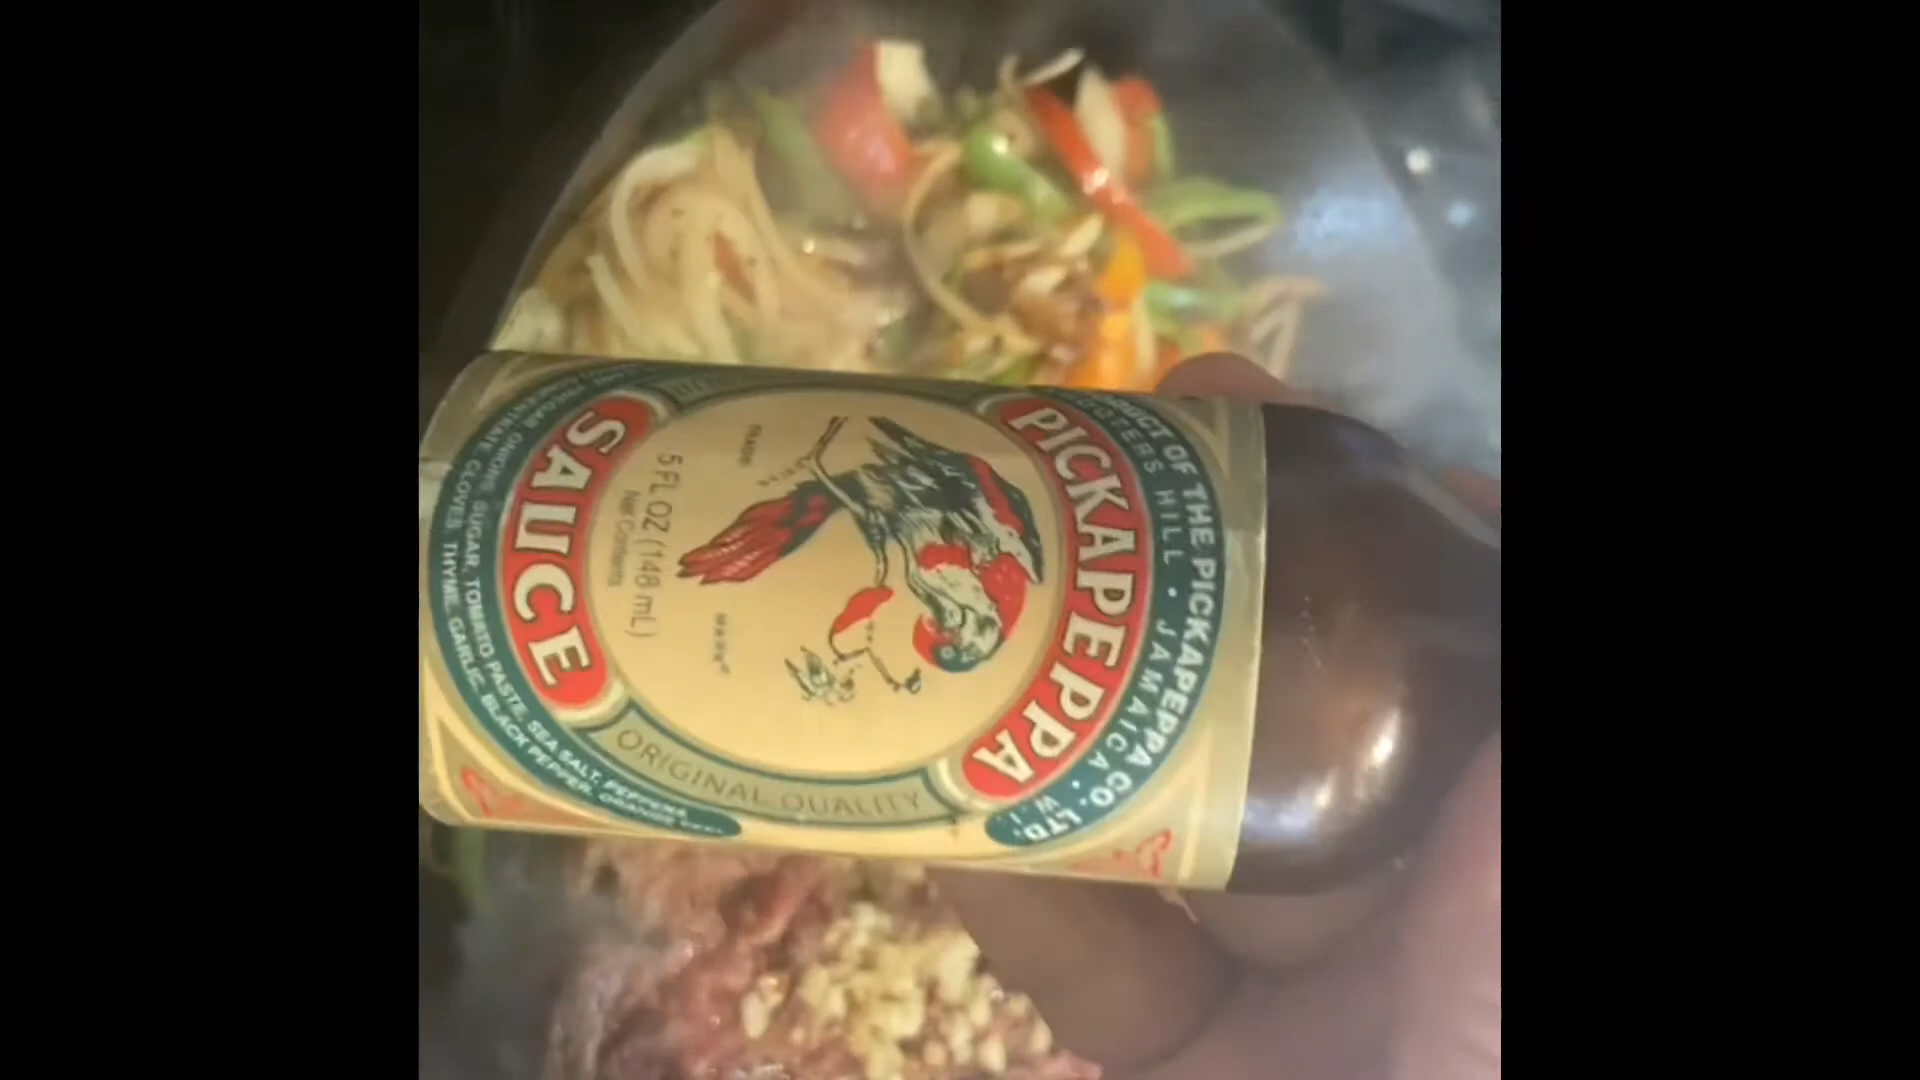 PRODUCT OF THE PICKAPEPPA CO. LTD.
SHOOTERS HILL • JAMAICA • W.I.
PICKAPEPPA
5 FL OZ (148 mL)
Net Contents
SAUCE
ORIGINAL QUALITY
VINEGAR, ONIONS, SUGAR, TOMATO PASTE, SEA SALT, PEPPERS,
CLOVES, THYME, GARLIC, BLACK PEPPER, ORANGE PEEL